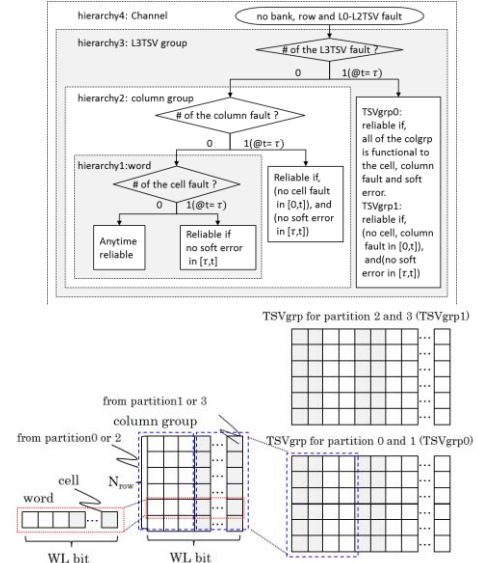 hierarchy4: Channel
no bank, row and L0-L2TSV fault
hierarchy3: L3TSV group
# of the L3TSV fault ?
0
1(@t= τ)
hierarchy2: column group
# of the column fault ?
0
1(@t= τ)
hierarchy1:word
# of the cell fault ?
0
1(@t= τ)
Anytime
reliable
Reliable if
no soft error
in [τ,t]
Reliable if,
(no cell fault
in [0,t]), and
(no soft error
in [τ,t])
TSVgrp0:
reliable if,
all of the colgrp
is functional to
the cell, column
fault and soft
error.
TSVgrp1:
reliable if,
(no cell, column
fault in [0,t]),
and(no soft
error in [τ,t])
TSVgrp for partition 2 and 3 (TSVgrp1)
from partition1 or 3
column group
from partition0 or 2
TSVgrp for partition 0 and 1 (TSVgrp0)
cell
Nrow
word
WL bit
WL bit